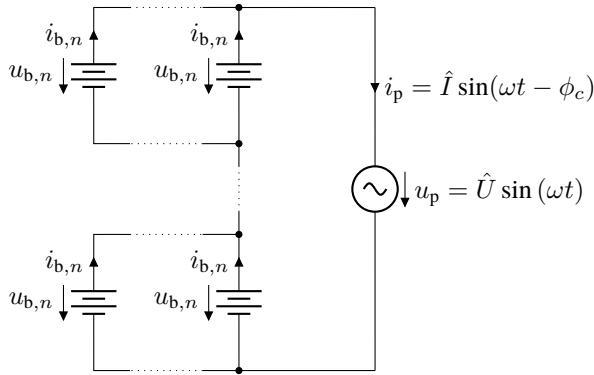 i_{b,n} i_{b,n}
u_{b,n} u_{b,n}
i_p = Î sin(ωt − ϕ_c)
u_p = Û sin (ωt)
i_{b,n} i_{b,n}
u_{b,n} u_{b,n}